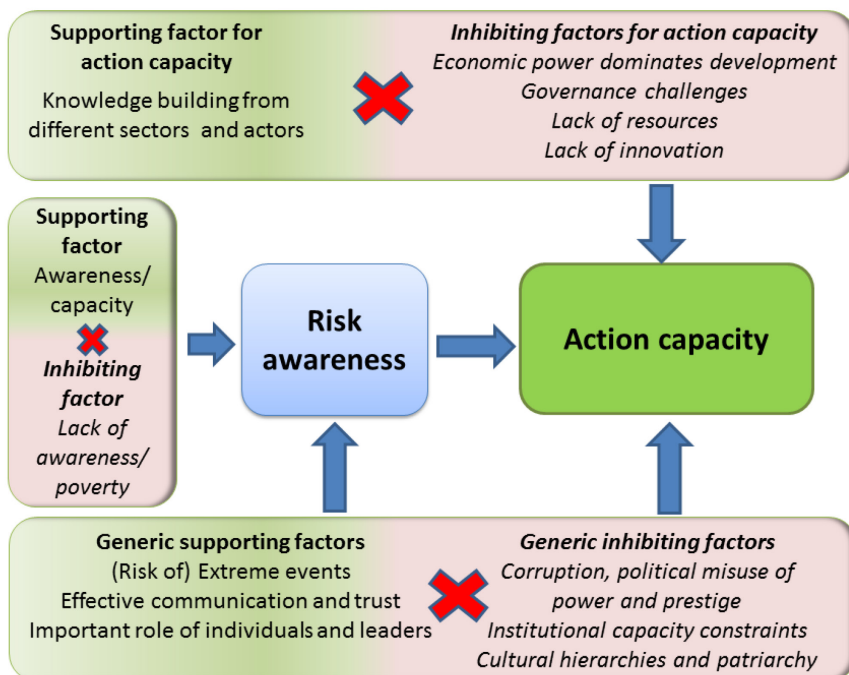 Supporting factor for
action capacity
Knowledge building from
different sectors and actors
Inhibiting factors for action capacity
Economic power dominates development
Governance challenges
Lack of resources
Lack of innovation
Supporting
factor
Awareness/
capacity
Inhibiting
factor
Lack of
awareness/
poverty
Risk
awareness
Action capacity
Generic supporting factors
(Risk of) Extreme events
Effective communication and trust
Important role of individuals and leaders
Generic inhibiting factors
Corruption, political misuse of
power and prestige
Institutional capacity constraints
Cultural hierarchies and patriarchy